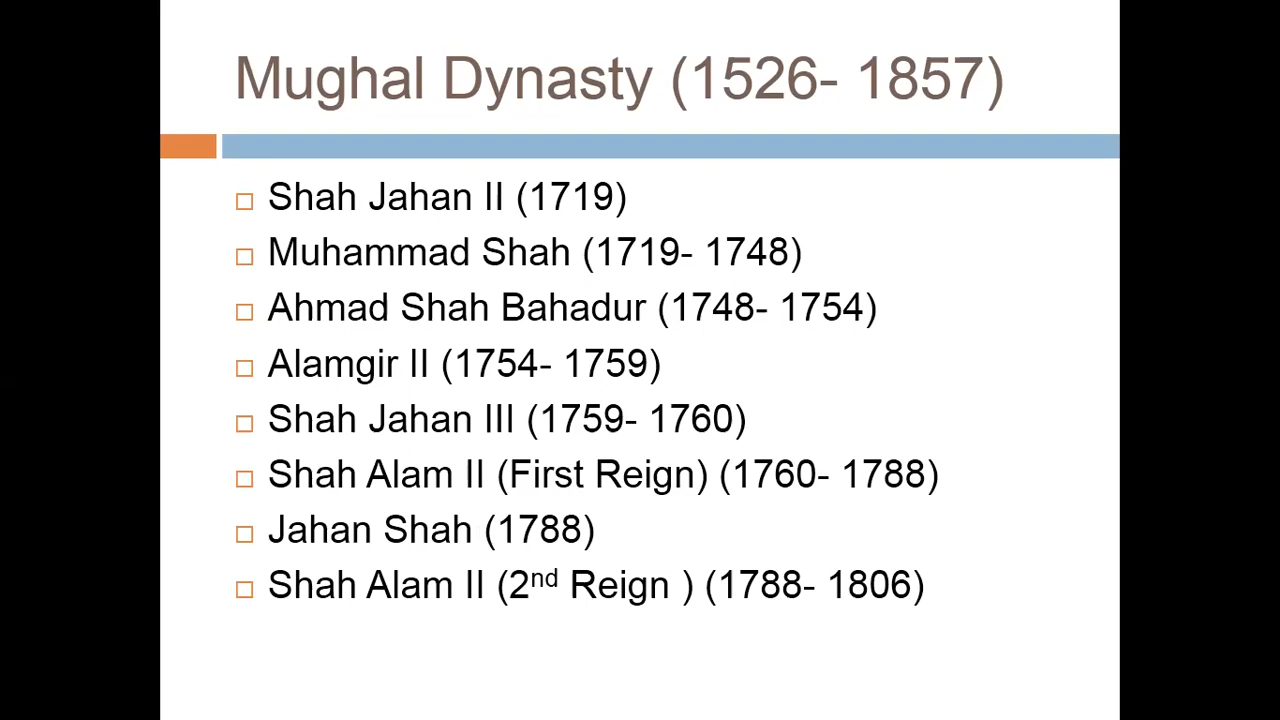 Mughal Dynasty (1526- 1857)
Shah Jahan II (1719)
Muhammad Shah (1719- 1748)
Ahmad Shah Bahadur (1748- 1754)
Alamgir II (1754- 1759)
Shah Jahan III (1759- 1760)
Shah Alam II (First Reign) (1760- 1788)
Jahan Shah (1788)
Shah Alam II (2nd Reign ) (1788- 1806)